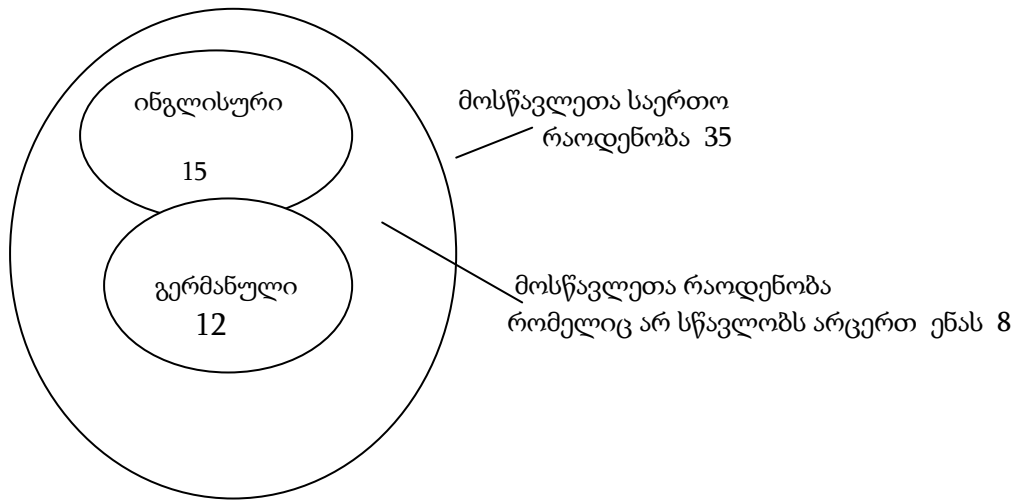 ინგლისური
15
გერმანული
12
მოსწავლეთა საერთო
რაოდენობა 35
მოსწავლეთა რაოდენობა
რომელიც არ სწავლობს არცერთ ენას 8